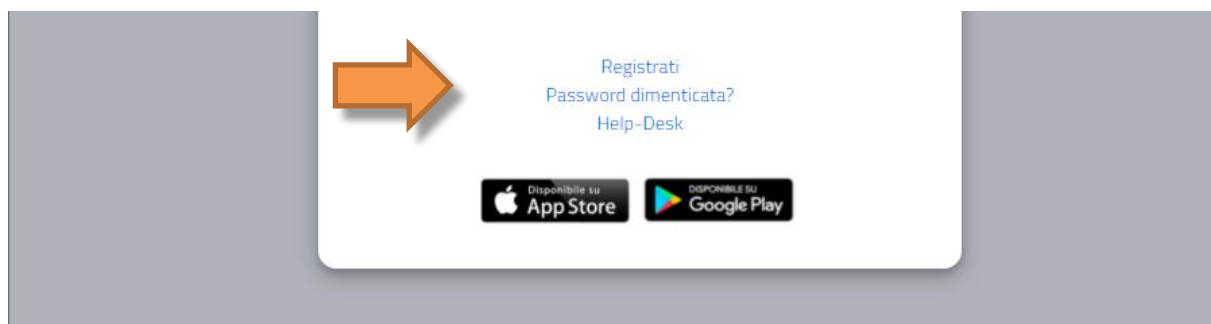 Registrati
Password dimenticata?
Help-Desk
Disponibile su
App Store
DISPONIBILE SU
Google Play